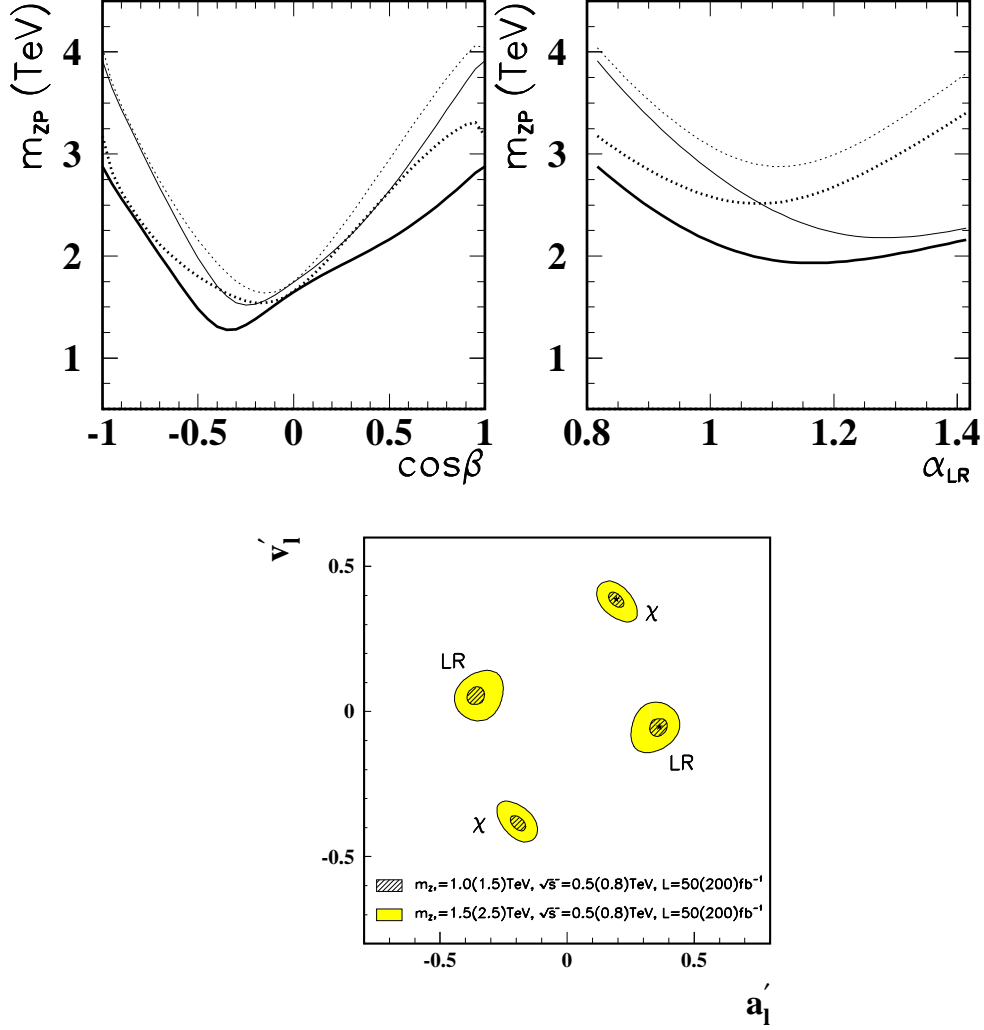 m_ZP (TeV)
4
3
2
1
-1 -0.5 0 0.5 1
cosβ
m_ZP (TeV)
4
3
2
1
0.8 1 1.2 1.4
α_LR
v_l′
0.5
0
-0.5
χ
LR
LR
χ
m_z′=1.0(1.5)TeV, √s=0.5(0.8)TeV, L=50(200)fb⁻¹
m_z′=1.5(2.5)TeV, √s=0.5(0.8)TeV, L=50(200)fb⁻¹
-0.5 0 0.5
a_l′